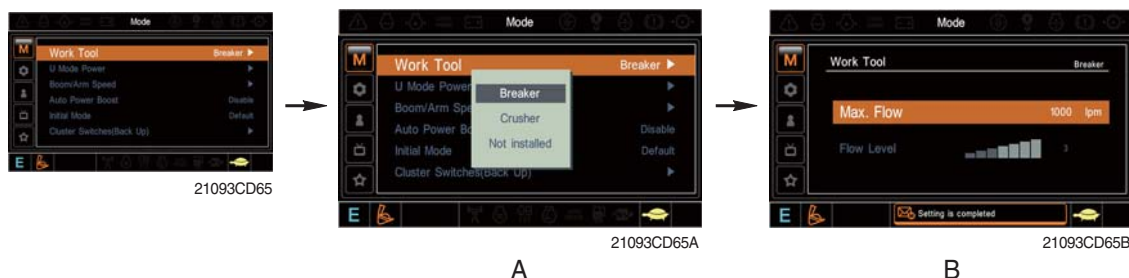 Mode
M
Work Tool Breaker
U Mode Power
Boom/Arm Speed
Auto Power Boost Disable
Initial Mode Default
Cluster Switches(Back Up)
E
21093CD65
Mode
M
Work Tool Breaker
U Mode Power
Boom/Arm Spe
Auto Power Bo Disable
Initial Mode Default
Cluster Switches(Back Up)
Breaker
Crusher
Not installed
E
21093CD65A
A
Mode
M
Work Tool Breaker
Max. Flow 1000 lpm
Flow Level 3
E
Setting is completed
21093CD65B
B